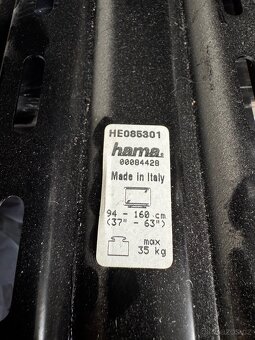 HE085301
hama.
00084428
Made in Italy
94 - 160 cm
(37" - 63")
max
35 kg